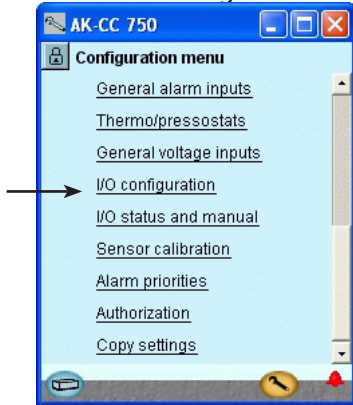 AK-CC 750
Configuration menu
General alarm inputs
Thermo/pressostats
General voltage inputs
I/O configuration
I/O status and manual
Sensor calibration
Alarm priorities
Authorization
Copy settings